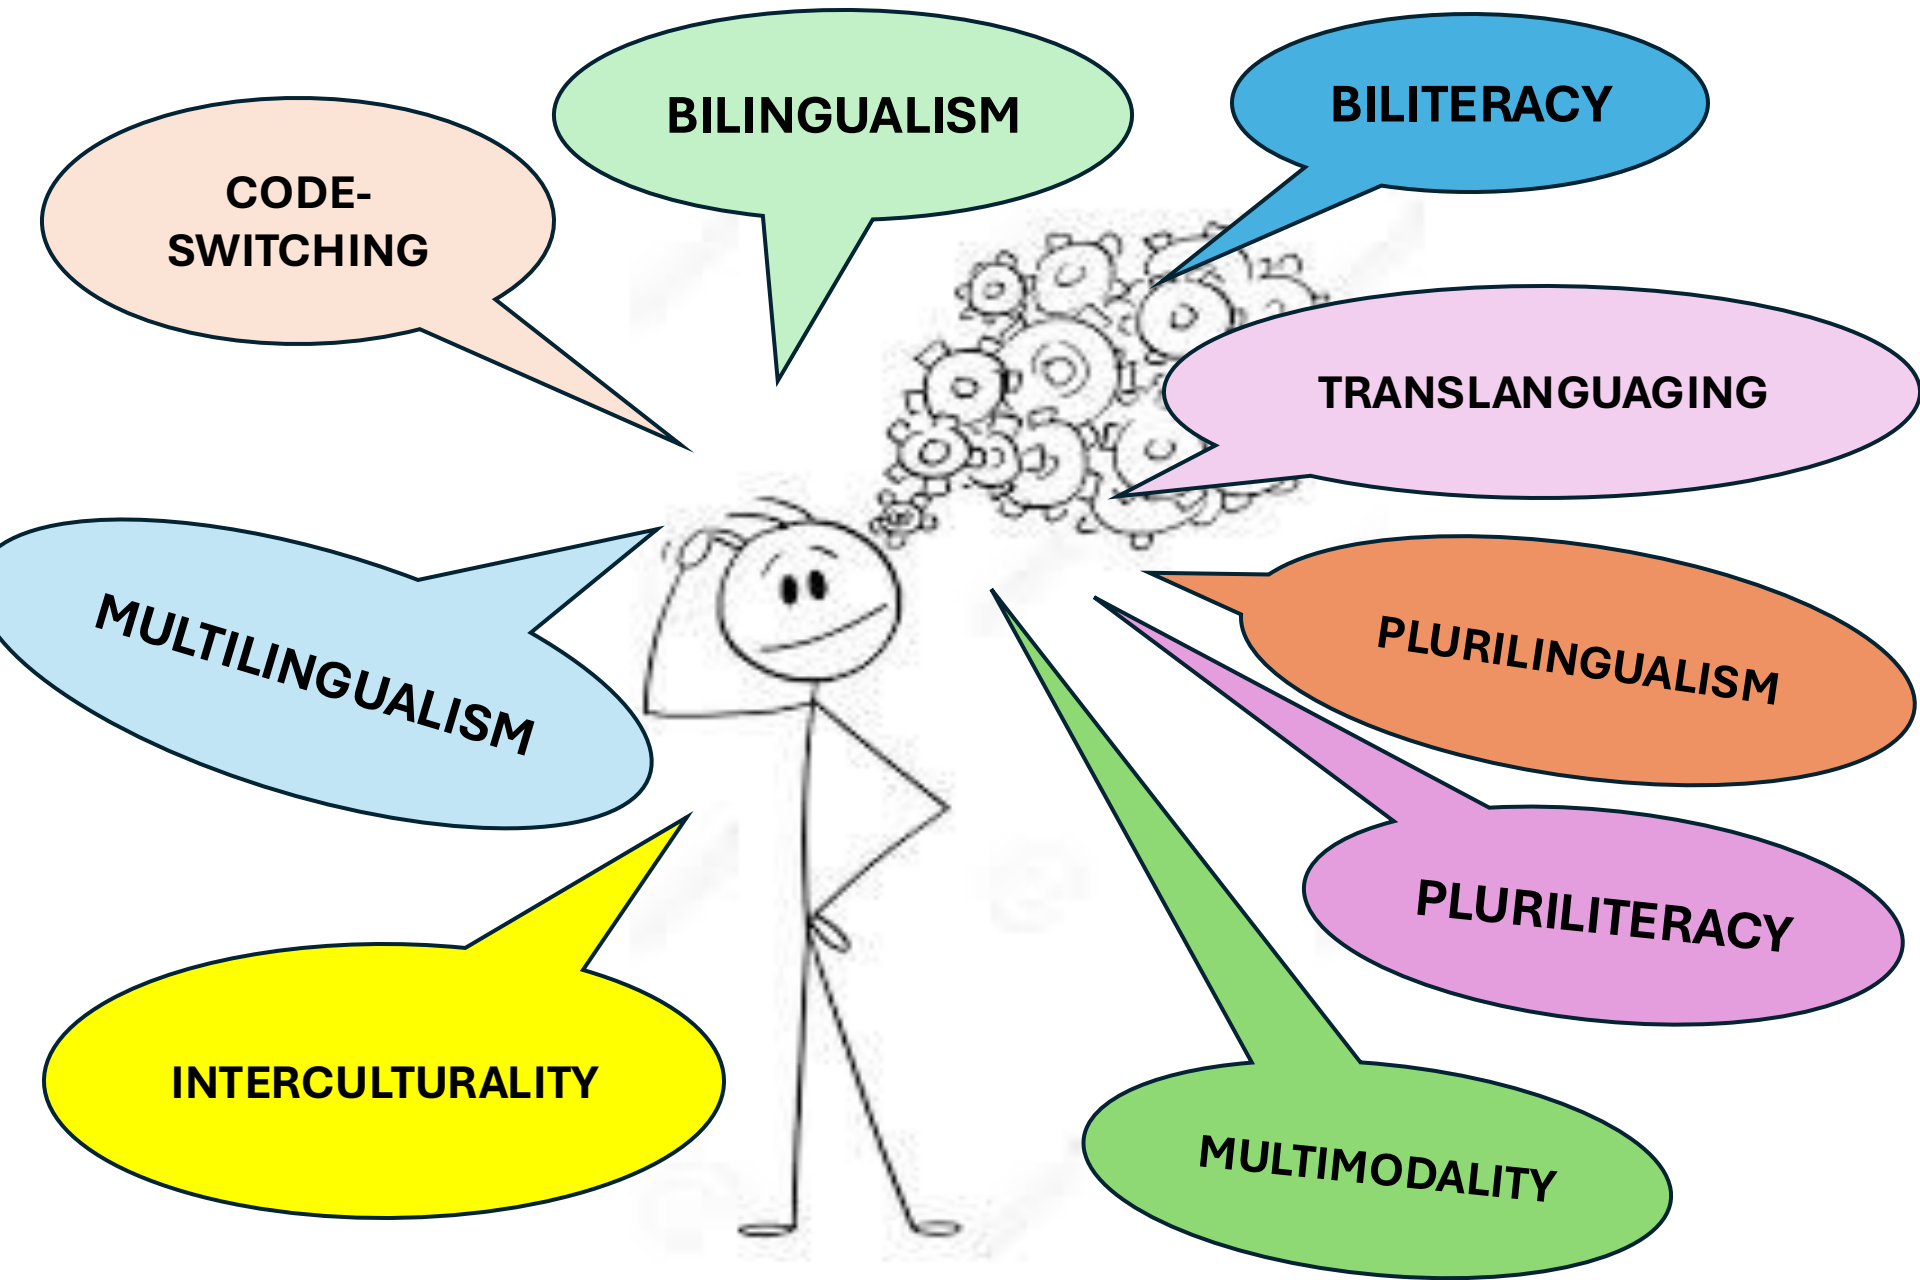 BILINGUALISM
BILITERACY
CODE-
SWITCHING
TRANSLANGUAGING
MULTILINGUALISM
PLURILINGUALISM
PLURILITERACY
INTERCULTURALITY
MULTIMODALITY